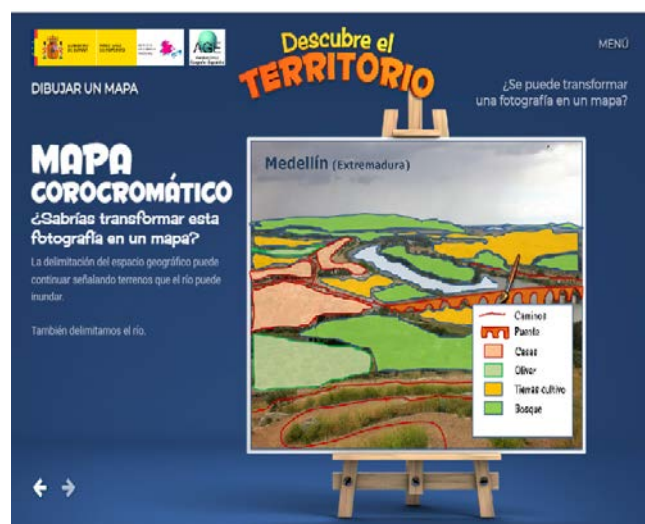 AGE
DIBUJAR UN MAPA
Descubre el
TERRITORIO
MENÚ
¿Se puede transformar
una fotografía en un mapa?
MAPA
COROCROMÁTICO
¿Sabrías transformar esta
fotografía en un mapa?
La delimitación del espacio geográfico puede
continuar señalando terrenos que el río puede
inundar.
También delimitamos el río.
Medellín (Extremadura)
Caminos
Puente
Casas
Olivar
Tierras cultivo
Bosque